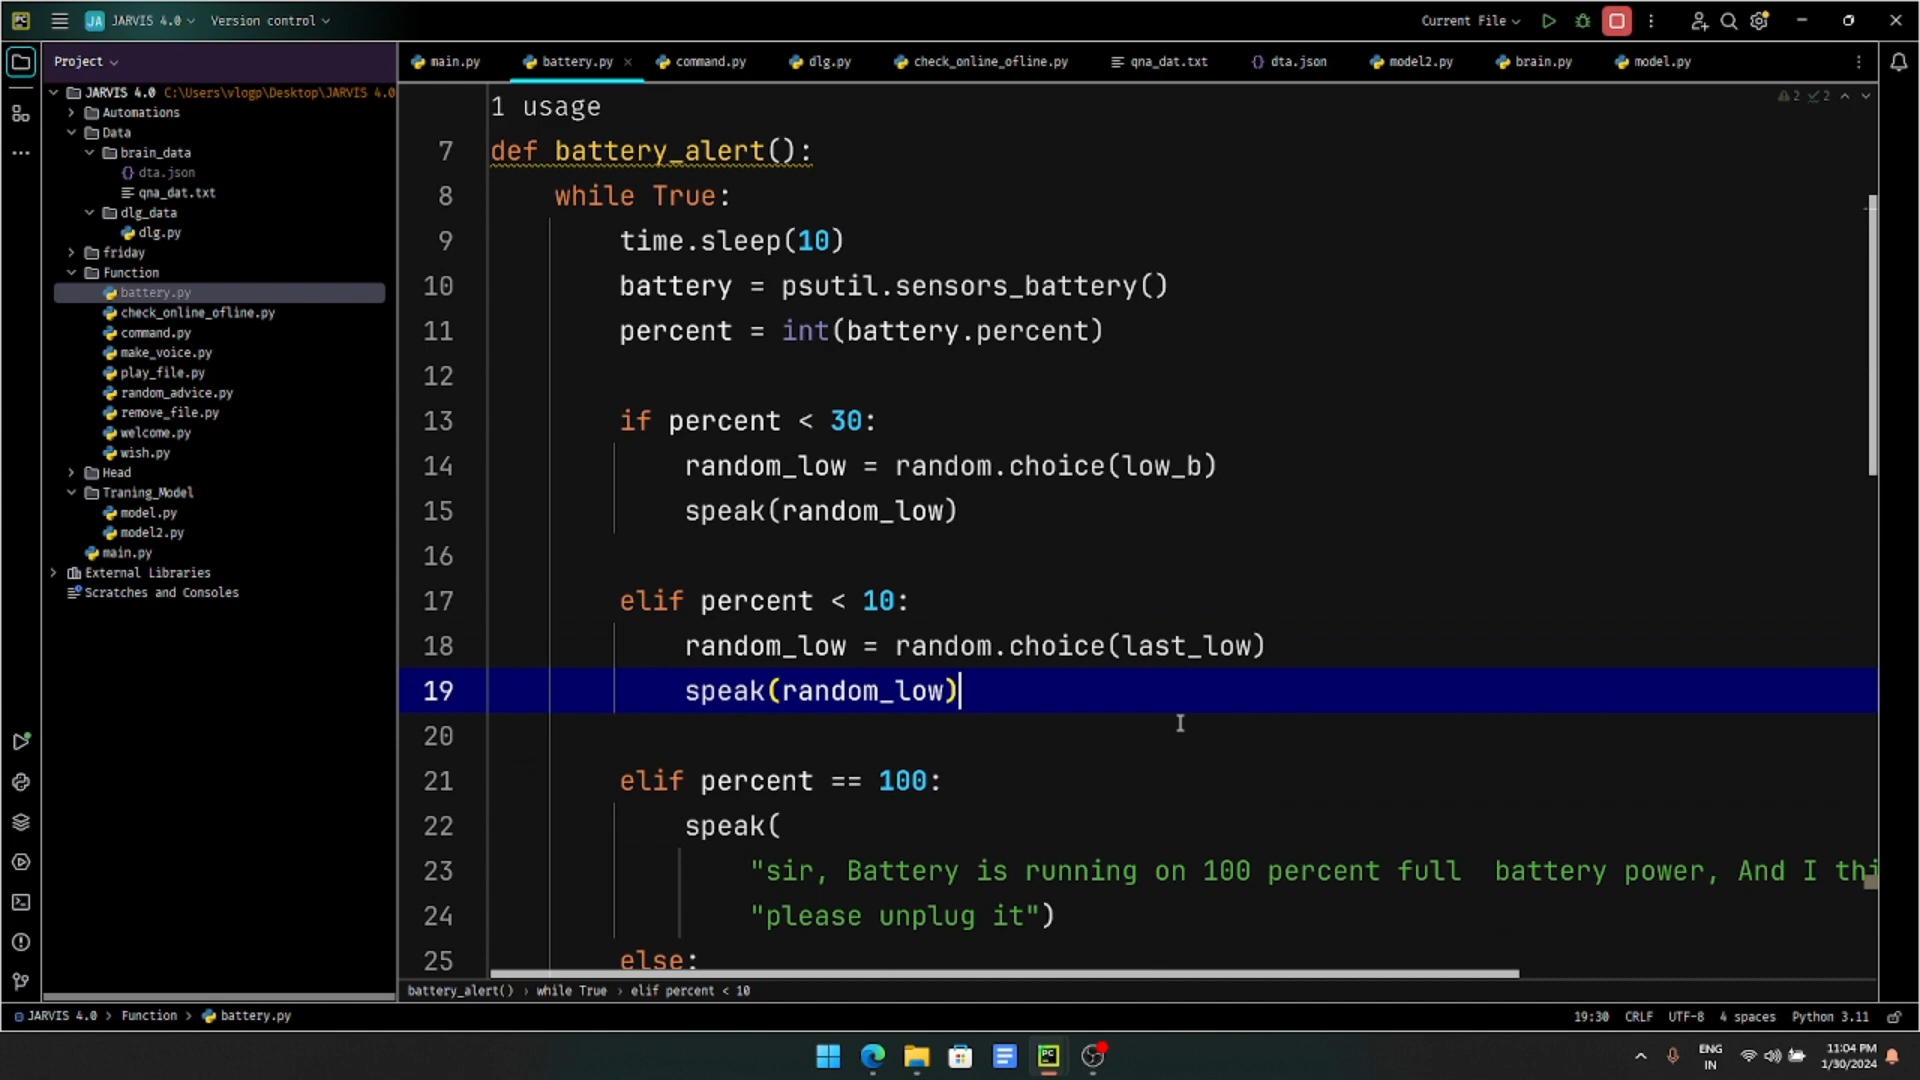 PC
JA JARVIS 4.0 Version control
Current File
Project
main.py battery.py command.py dlg.py check_online_ofline.py qna_dat.txt {} dta.json model2.py brain.py model.py
JARVIS 4.0 C:\Users\vlogp\Desktop\JARVIS 4.0
Automations
Data
brain_data
{} dta.json
qna_dat.txt
dlg_data
dlg.py
friday
Function
battery.py
check_online_ofline.py
command.py
make_voice.py
play_file.py
random_advice.py
remove_file.py
welcome.py
wish.py
Head
Traning_Model
model.py
model2.py
main.py
External Libraries
Scratches and Consoles
2 2
1 usage
7 def battery_alert():
8 while True:
9 time.sleep(10)
10 battery = psutil.sensors_battery()
11 percent = int(battery.percent)
12
13 if percent < 30:
14 random_low = random.choice(low_b)
15 speak(random_low)
16
17 elif percent < 10:
18 random_low = random.choice(last_low)
19 speak(random_low)
20
21 elif percent == 100:
22 speak(
23 "sir, Battery is running on 100 percent full  battery power, And I thi
24 "please unplug it")
25 else:
battery_alert() › while True › elif percent < 10
JARVIS 4.0 › Function › battery.py
19:30 CRLF UTF-8 4 spaces Python 3.11
PC
ENG
IN
11:04 PM
1/30/2024